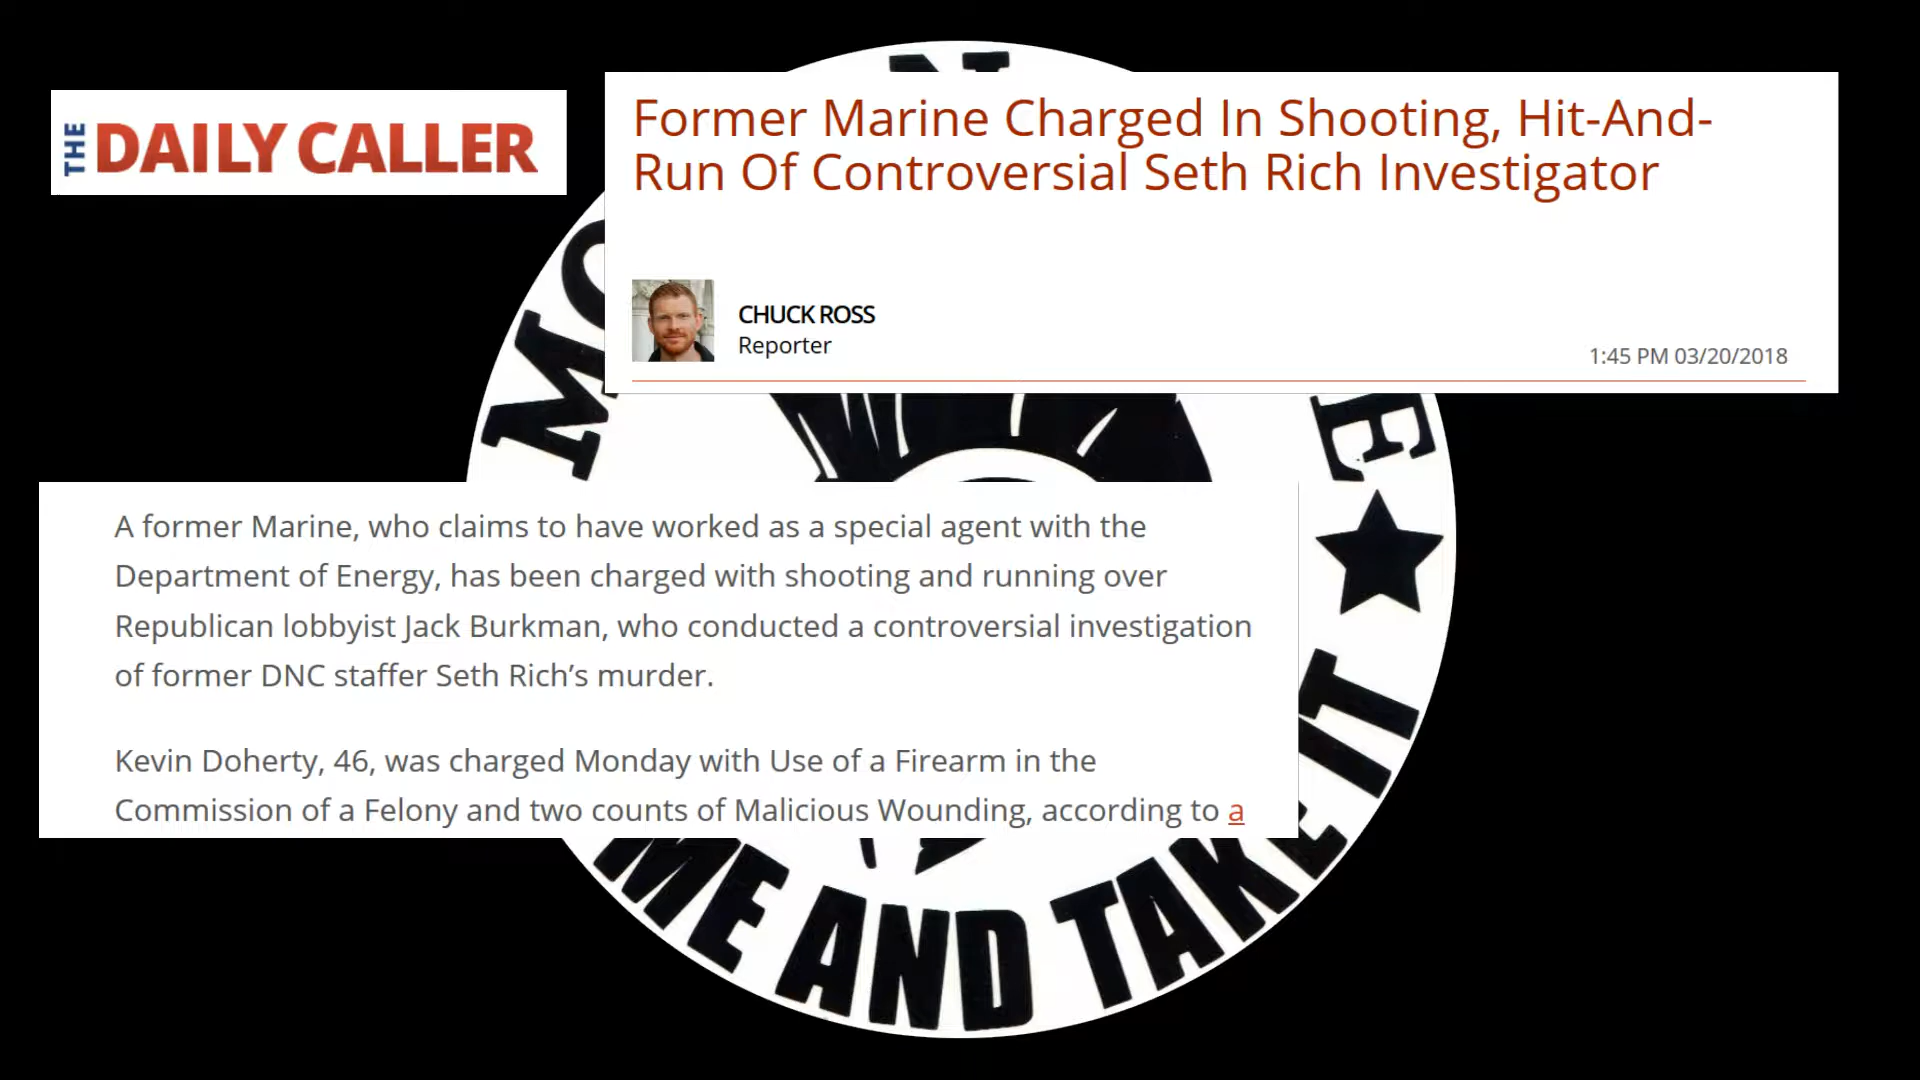 THE DAILY CALLER
Former Marine Charged In Shooting, Hit-And-
Run Of Controversial Seth Rich Investigator
CHUCK ROSS
Reporter
1:45 PM 03/20/2018
A former Marine, who claims to have worked as a special agent with the
Department of Energy, has been charged with shooting and running over
Republican lobbyist Jack Burkman, who conducted a controversial investigation
of former DNC staffer Seth Rich’s murder.
Kevin Doherty, 46, was charged Monday with Use of a Firearm in the
Commission of a Felony and two counts of Malicious Wounding, according to a
ME AND TAKE IT